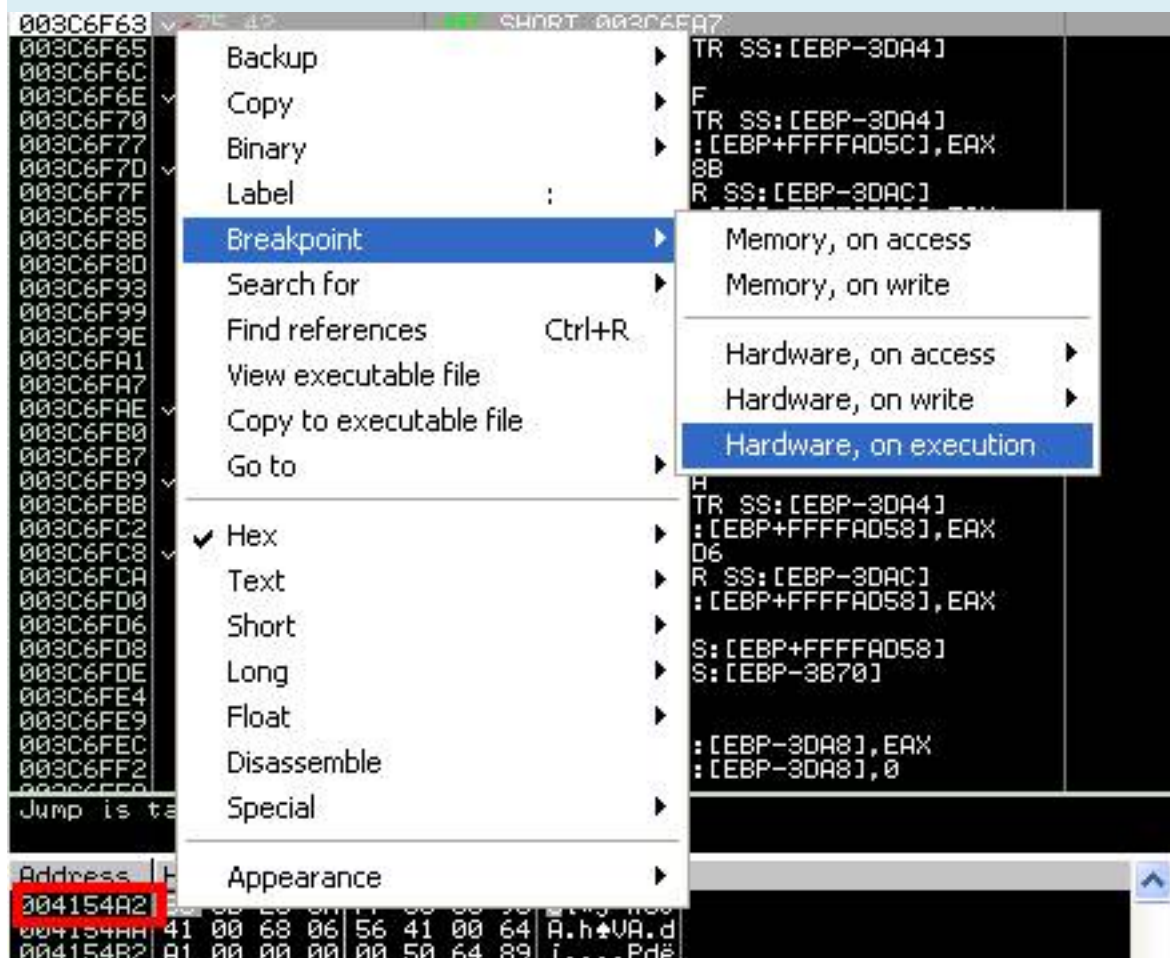 003C6F63 75 42 SHORT 003C6FA7
003C6F65 TR SS:[EBP-3DA4]
003C6F6C
003C6F6E F
003C6F70 TR SS:[EBP-3DA4]
003C6F77 :[EBP+FFFFAD5C],EAX
003C6F7D 8B
003C6F7F R SS:[EBP-3DAC]
003C6F85
003C6F8B
003C6F8D
003C6F93
003C6F99
003C6F9E
003C6FA1
003C6FA7
003C6FAE
003C6FB0
003C6FB7
003C6FB9 A
003C6FBB TR SS:[EBP-3DA4]
003C6FC2 :[EBP+FFFFAD58],EAX
003C6FC8 D6
003C6FCA R SS:[EBP-3DAC]
003C6FD0 :[EBP+FFFFAD58],EAX
003C6FD6
003C6FD8 S:[EBP+FFFFAD58]
003C6FDE S:[EBP-3B70]
003C6FE4
003C6FE9
003C6FEC :[EBP-3DA8],EAX
003C6FF2 :[EBP-3DA8],0
Jump is ta
Backup
Copy
Binary
Label :
Breakpoint
Search for
Find references Ctrl+R
View executable file
Copy to executable file
Go to
Hex
Text
Short
Long
Float
Disassemble
Special
Appearance
Memory, on access
Memory, on write
Hardware, on access
Hardware, on write
Hardware, on execution
Address H
004154A2
004154AA 41 00 68 06 56 41 00 64 A.h♠VA.d
004154B2 A1 00 00 00 00 50 64 89 í....Pdë